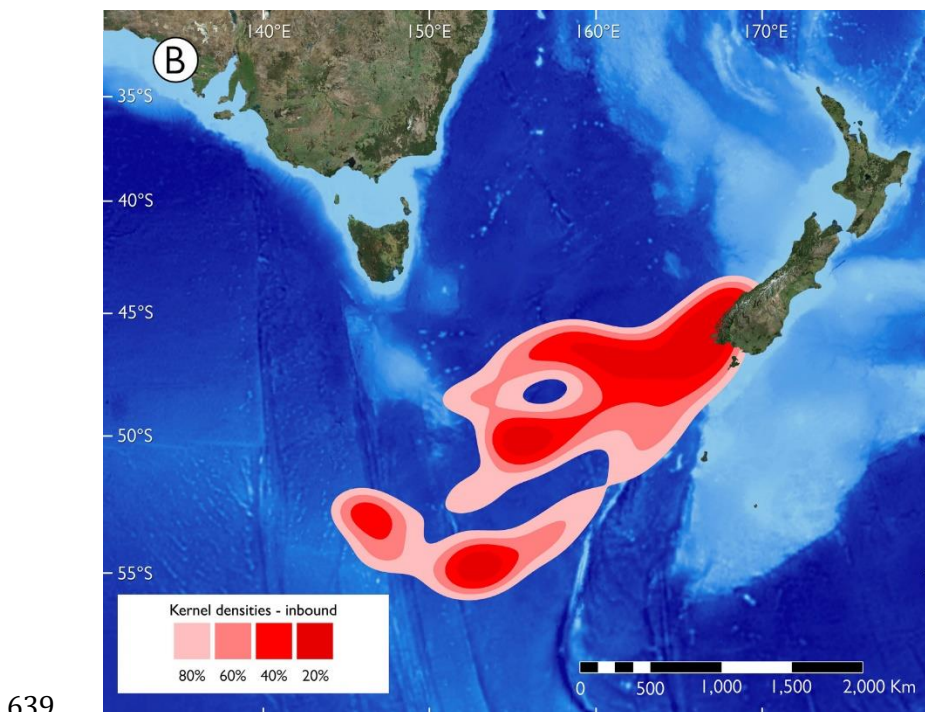 140°E 150°E 160°E 170°E
B
35°S
40°S
45°S
50°S
55°S
Kernel densities - inbound
80% 60% 40% 20%
0 500 1,000 1,500 2,000 Km
639